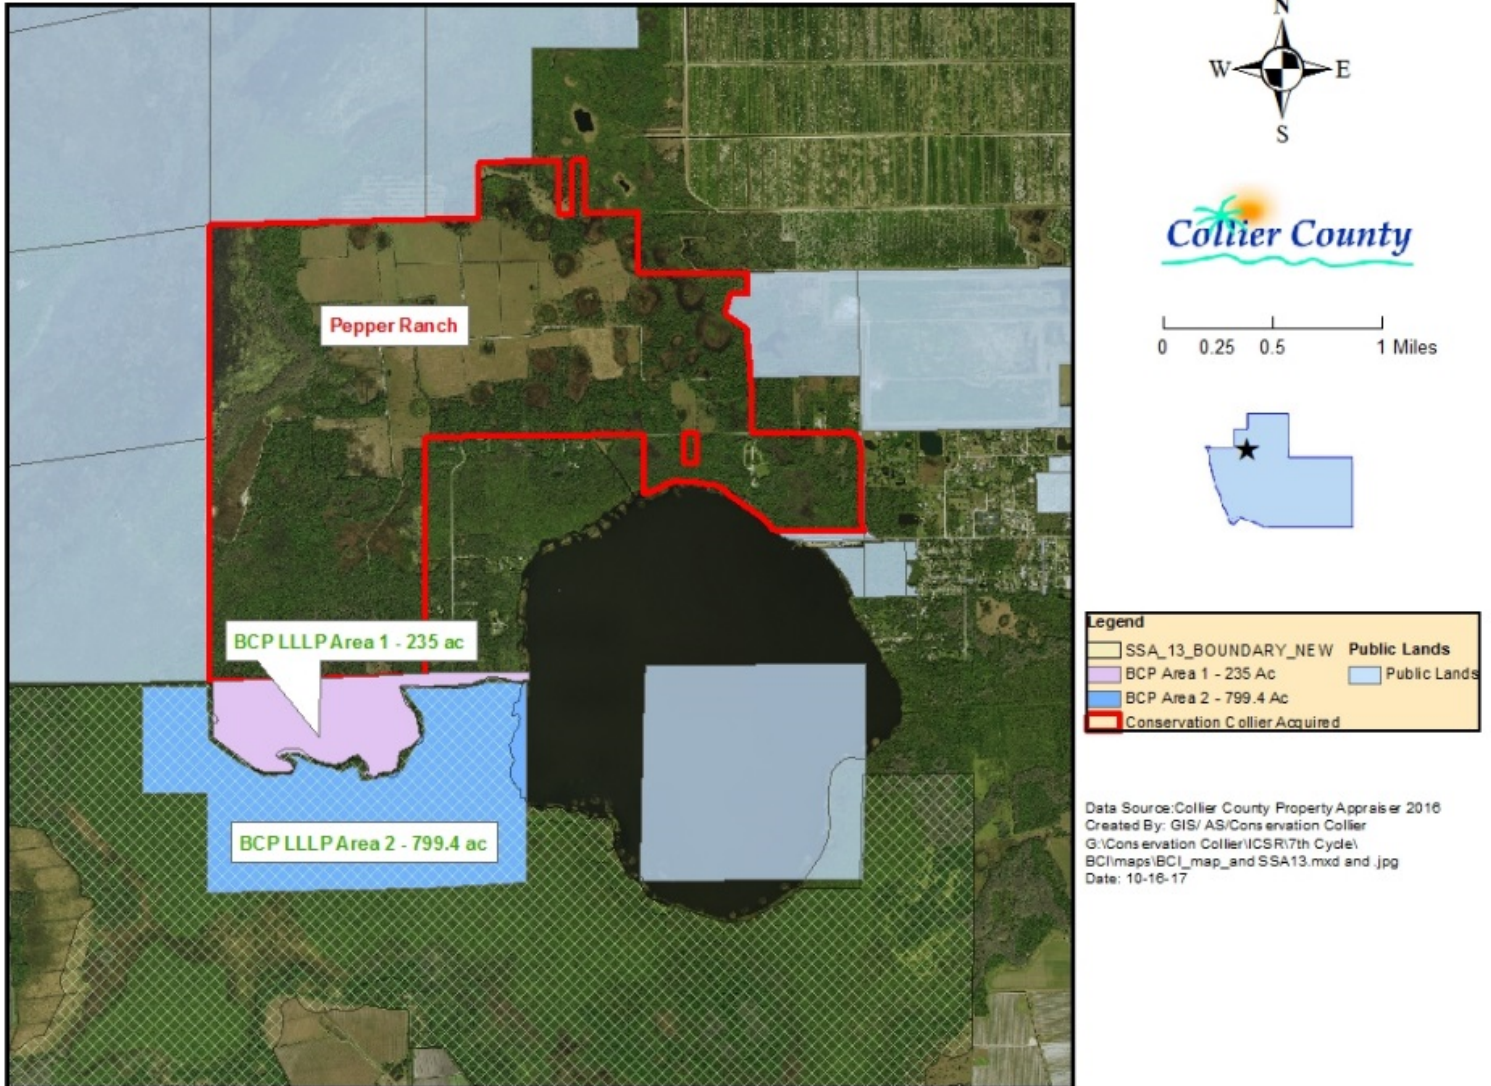 N
W E
S
Collier County
0 0.25 0.5 1 Miles
Pepper Ranch
BCP LLLP Area 1 - 235 ac
BCP LLLP Area 2 - 799.4 ac
Legend
SSA_13_BOUNDARY_NEW Public Lands
BCP Area 1 - 235 Ac Public Lands
BCP Area 2 - 799.4 Ac
Conservation Collier Acquired
Data Source:Collier County Property Appraiser 2016
Created By: GIS/ AS/Conservation Collier
G:\Conservation Collier\ICSR\7th Cycle\
BCI\maps\BCI_map_and SSA13.mxd and .jpg
Date: 10-16-17